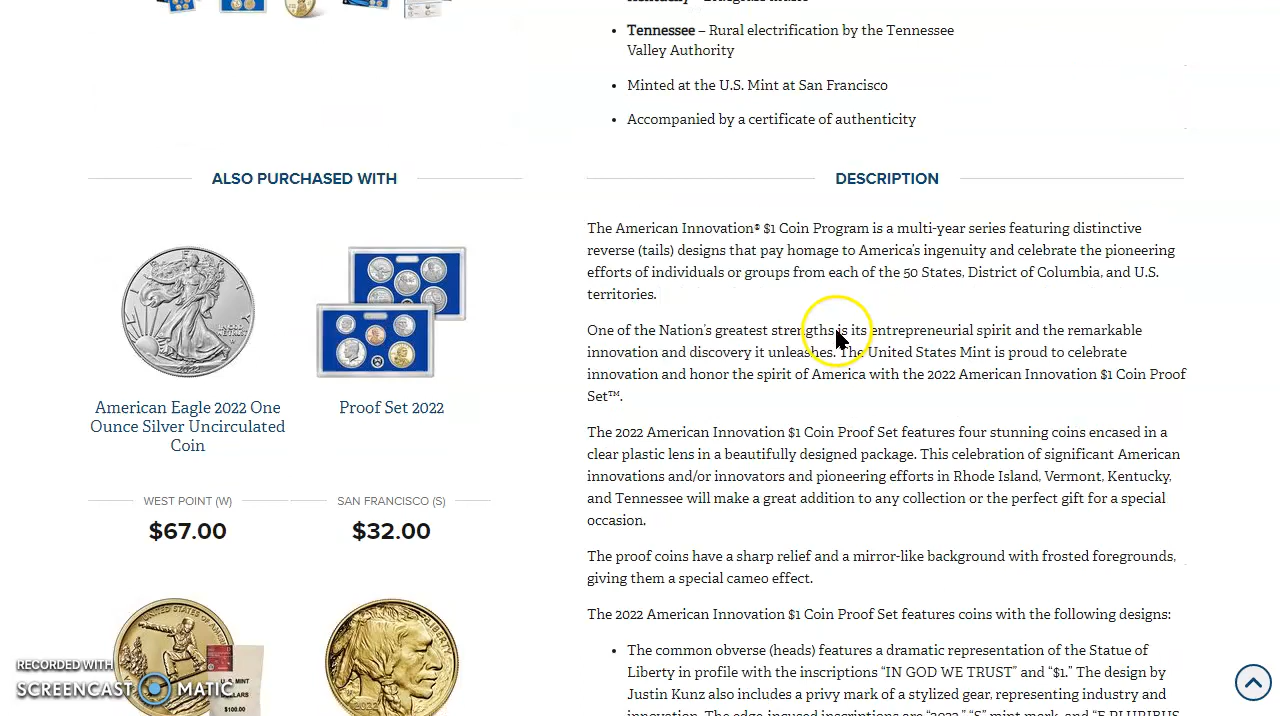 Tennessee – Rural electrification by the Tennessee
Valley Authority
Minted at the U.S. Mint at San Francisco
Accompanied by a certificate of authenticity
ALSO PURCHASED WITH
American Eagle 2022 One
Ounce Silver Uncirculated
Coin
WEST POINT (W)
$67.00
Proof Set 2022
SAN FRANCISCO (S)
$32.00
DESCRIPTION
The American Innovation® $1 Coin Program is a multi-year series featuring distinctive
reverse (tails) designs that pay homage to America's ingenuity and celebrate the pioneering
efforts of individuals or groups from each of the 50 States, District of Columbia, and U.S.
territories.
One of the Nation's greatest strengths is its entrepreneurial spirit and the remarkable
innovation and discovery it unleashes. The United States Mint is proud to celebrate
innovation and honor the spirit of America with the 2022 American Innovation $1 Coin Proof
Set™.
The 2022 American Innovation $1 Coin Proof Set features four stunning coins encased in a
clear plastic lens in a beautifully designed package. This celebration of significant American
innovations and/or innovators and pioneering efforts in Rhode Island, Vermont, Kentucky,
and Tennessee will make a great addition to any collection or the perfect gift for a special
occasion.
The proof coins have a sharp relief and a mirror-like background with frosted foregrounds,
giving them a special cameo effect.
The 2022 American Innovation $1 Coin Proof Set features coins with the following designs:
The common obverse (heads) features a dramatic representation of the Statue of
Liberty in profile with the inscriptions “IN GOD WE TRUST” and “$1.” The design by
Justin Kunz also includes a privy mark of a stylized gear, representing industry and
RECORDED WITH
SCREENCAST MATIC
U.S. MINT
$100.00